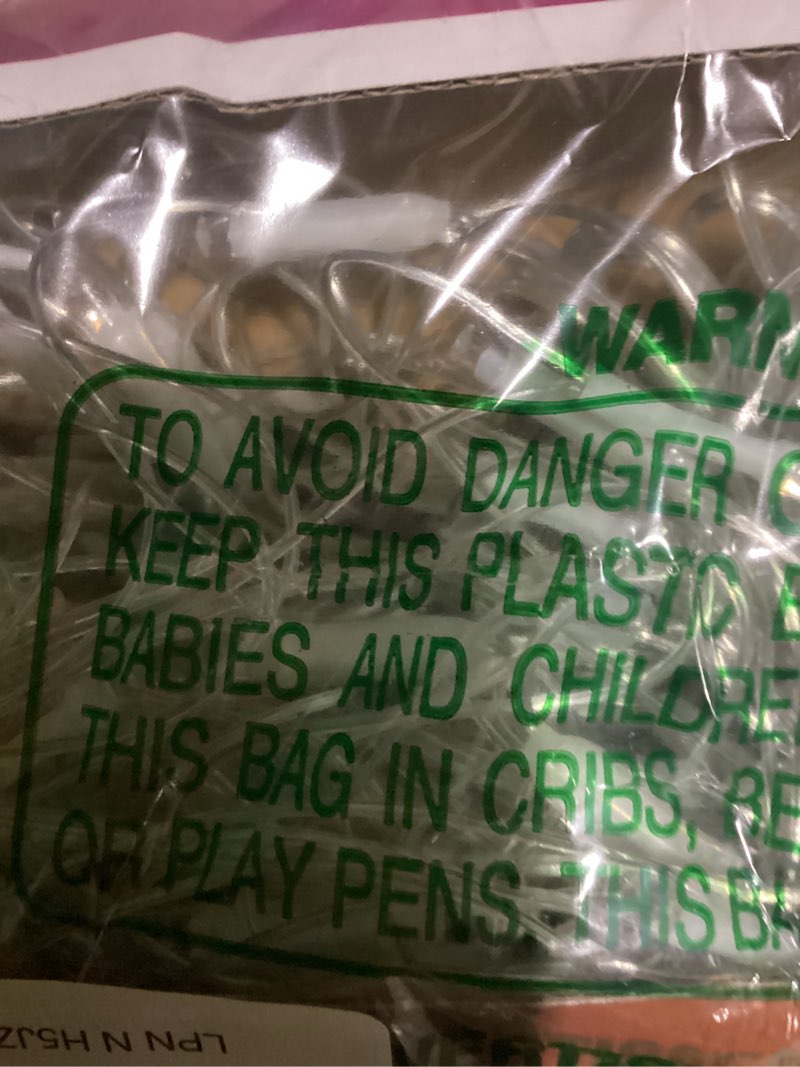 WARN
TO AVOID DANGER O
KEEP THIS PLASTIC B
BABIES AND CHILDRE
THIS BAG IN CRIBS, BE
OR PLAY PENS. THIS BA
LPN N H5JZ